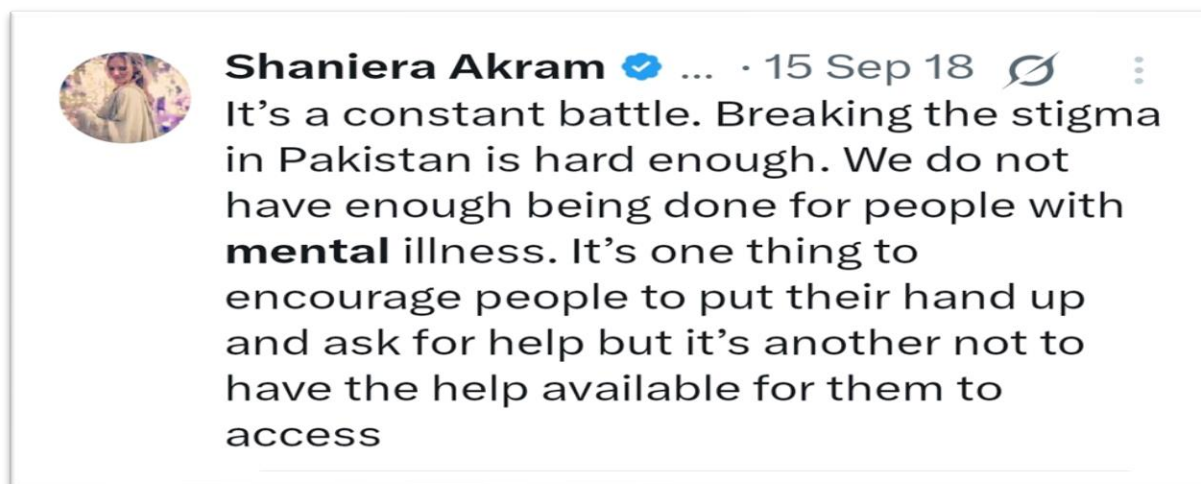 Shaniera Akram ... · 15 Sep 18
It’s a constant battle. Breaking the stigma
in Pakistan is hard enough. We do not
have enough being done for people with
mental illness. It’s one thing to
encourage people to put their hand up
and ask for help but it’s another not to
have the help available for them to
access